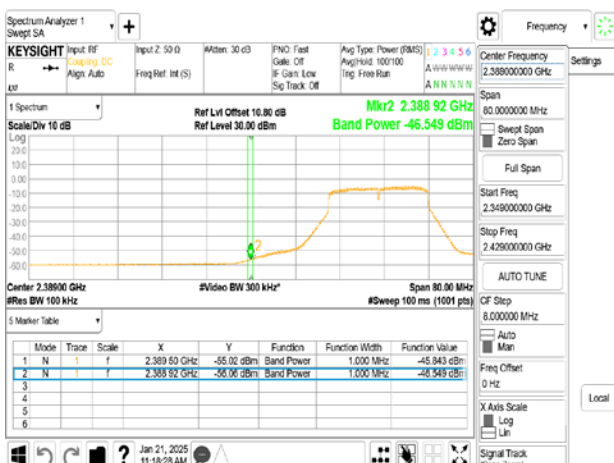 Spectrum Analyzer 1
Swept SA
Frequency
KEYSIGHT Input: RF Input Z: 50 Ω #Atten: 30 dB PNO: Fast Avg Type: Power (RMS) 1 2 3 4 5 6
R Coupling: DC Gate: Off Avg|Hold: 100/100 A W W W W W
Align: Auto Freq Ref: Int (S) IF Gain: Low Trig: Free Run
Sig Track: Off A N N N N N
1 Spectrum
Scale/Div 10 dB
Ref Lvl Offset 10.80 dB
Ref Level 30.00 dBm
Mkr2 2.388 92 GHz
Band Power -46.549 dBm
Log
20.0
10.0
0.00
-10.0
-20.0
-30.0
-40.0
-50.0
-60.0
2
Center 2.38900 GHz #Video BW 300 kHz* Span 80.00 MHz
#Res BW 100 kHz #Sweep 100 ms (1001 pts)
5 Marker Table
Mode Trace Scale X Y Function Function Width Function Value
1 N 1 f 2.389 50 GHz -55.02 dBm Band Power 1.000 MHz -45.843 dBm
2 N 1 f 2.388 92 GHz -56.06 dBm Band Power 1.000 MHz -46.549 dBm
3
4
5
6
Jan 21, 2025
11:18:28 AM
Center Frequency
2.389000000 GHz
Settings
Span
80.0000000 MHz
Swept Span
Zero Span
Full Span
Start Freq
2.349000000 GHz
Stop Freq
2.429000000 GHz
AUTO TUNE
CF Step
8.000000 MHz
Auto
Man
Freq Offset
0 Hz
X Axis Scale
Log
Lin
Local
Signal Track